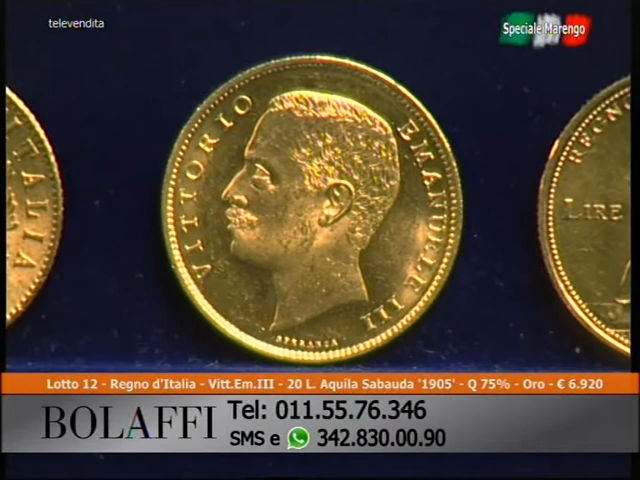 televendita
Speciale Marengo
ITALIA
VITTORIO EMANUELE III
SPERANZA
REGNO
LIRE
Lotto 12 - Regno d'Italia - Vitt.Em.III - 20 L. Aquila Sabauda '1905' - Q 75% - Oro - € 6.920
BOLAFFI
Tel: 011.55.76.346
SMS e 342.830.00.90